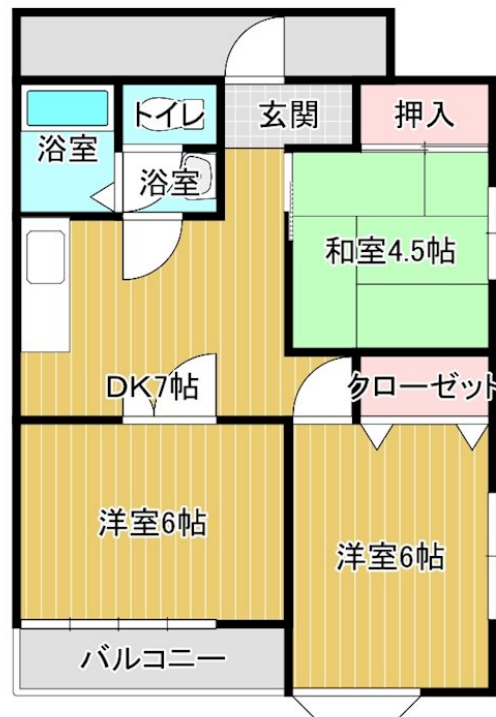 トイレ
玄関
押入
浴室
浴室
和室4.5帖
DK7帖
クローゼット
洋室6帖
洋室6帖
バルコニー